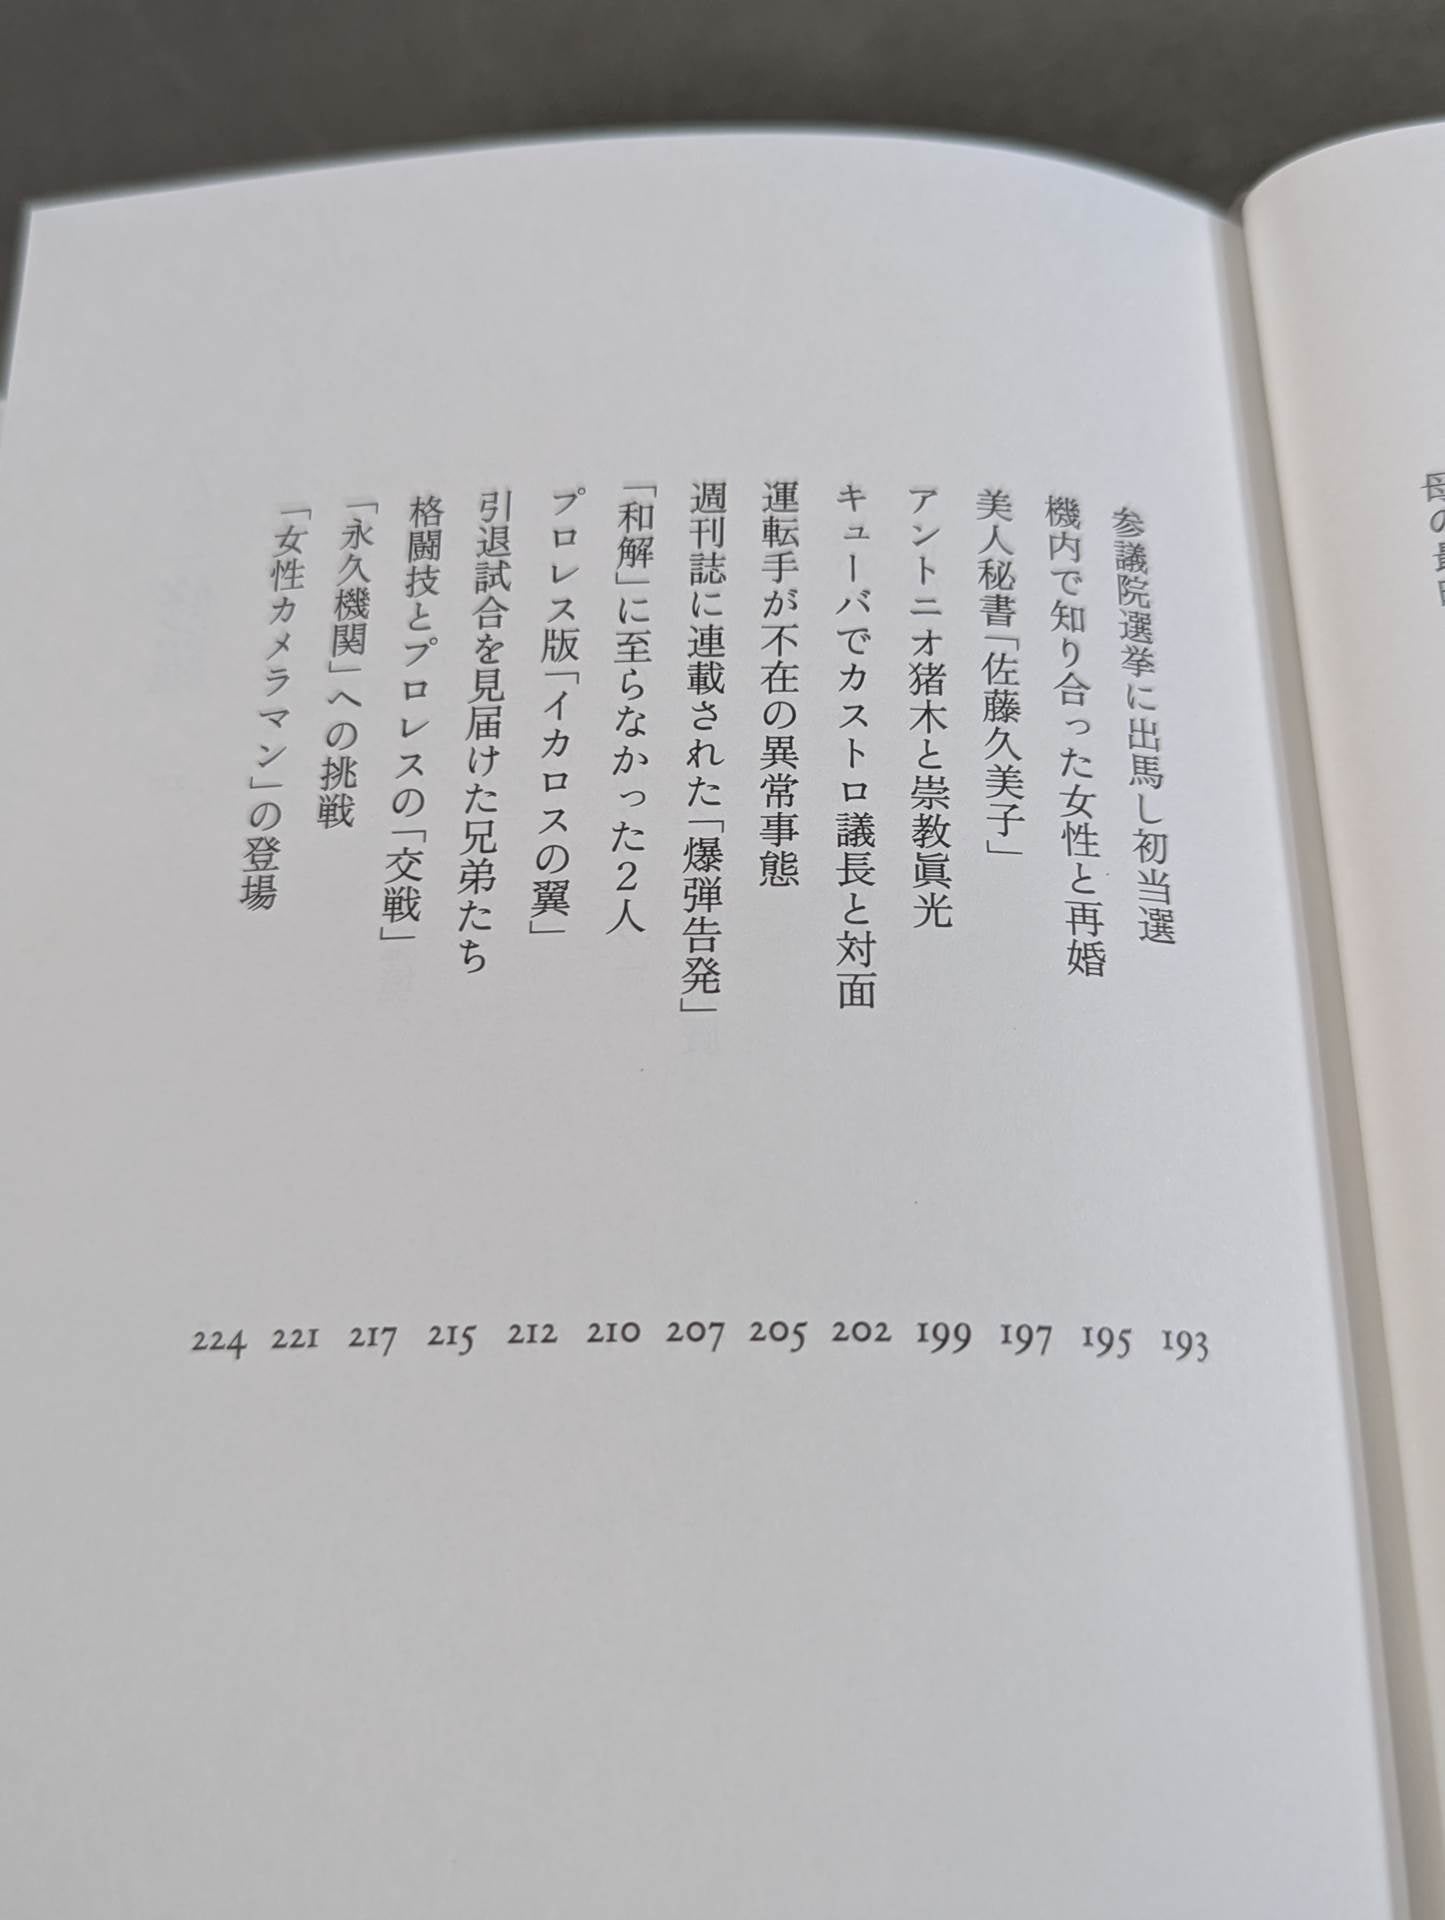 母の最
参議院選挙に出馬し初当選 193
機内で知り合った女性と再婚 195
美人秘書「佐藤久美子」 197
アントニオ猪木と崇教眞光 199
キューバでカストロ議長と対面 202
運転手が不在の異常事態 205
週刊誌に連載された「爆弾告発」 207
「和解」に至らなかった2人 210
プロレス版「イカロスの翼」 212
引退試合を見届けた兄弟たち 215
格闘技とプロレスの「交戦」 217
「永久機関」への挑戦 221
「女性カメラマン」の登場 224